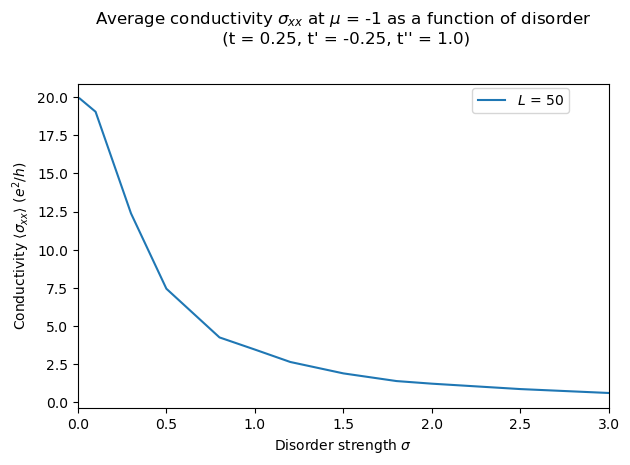 Average conductivity σxx at μ = -1 as a function of disorder
(t = 0.25, t' = -0.25, t'' = 1.0)
L = 50
20.0
17.5
15.0
12.5
10.0
7.5
5.0
2.5
0.0
Conductivity ⟨σxx⟩ (e²/h)
0.0 0.5 1.0 1.5 2.0 2.5 3.0
Disorder strength σ